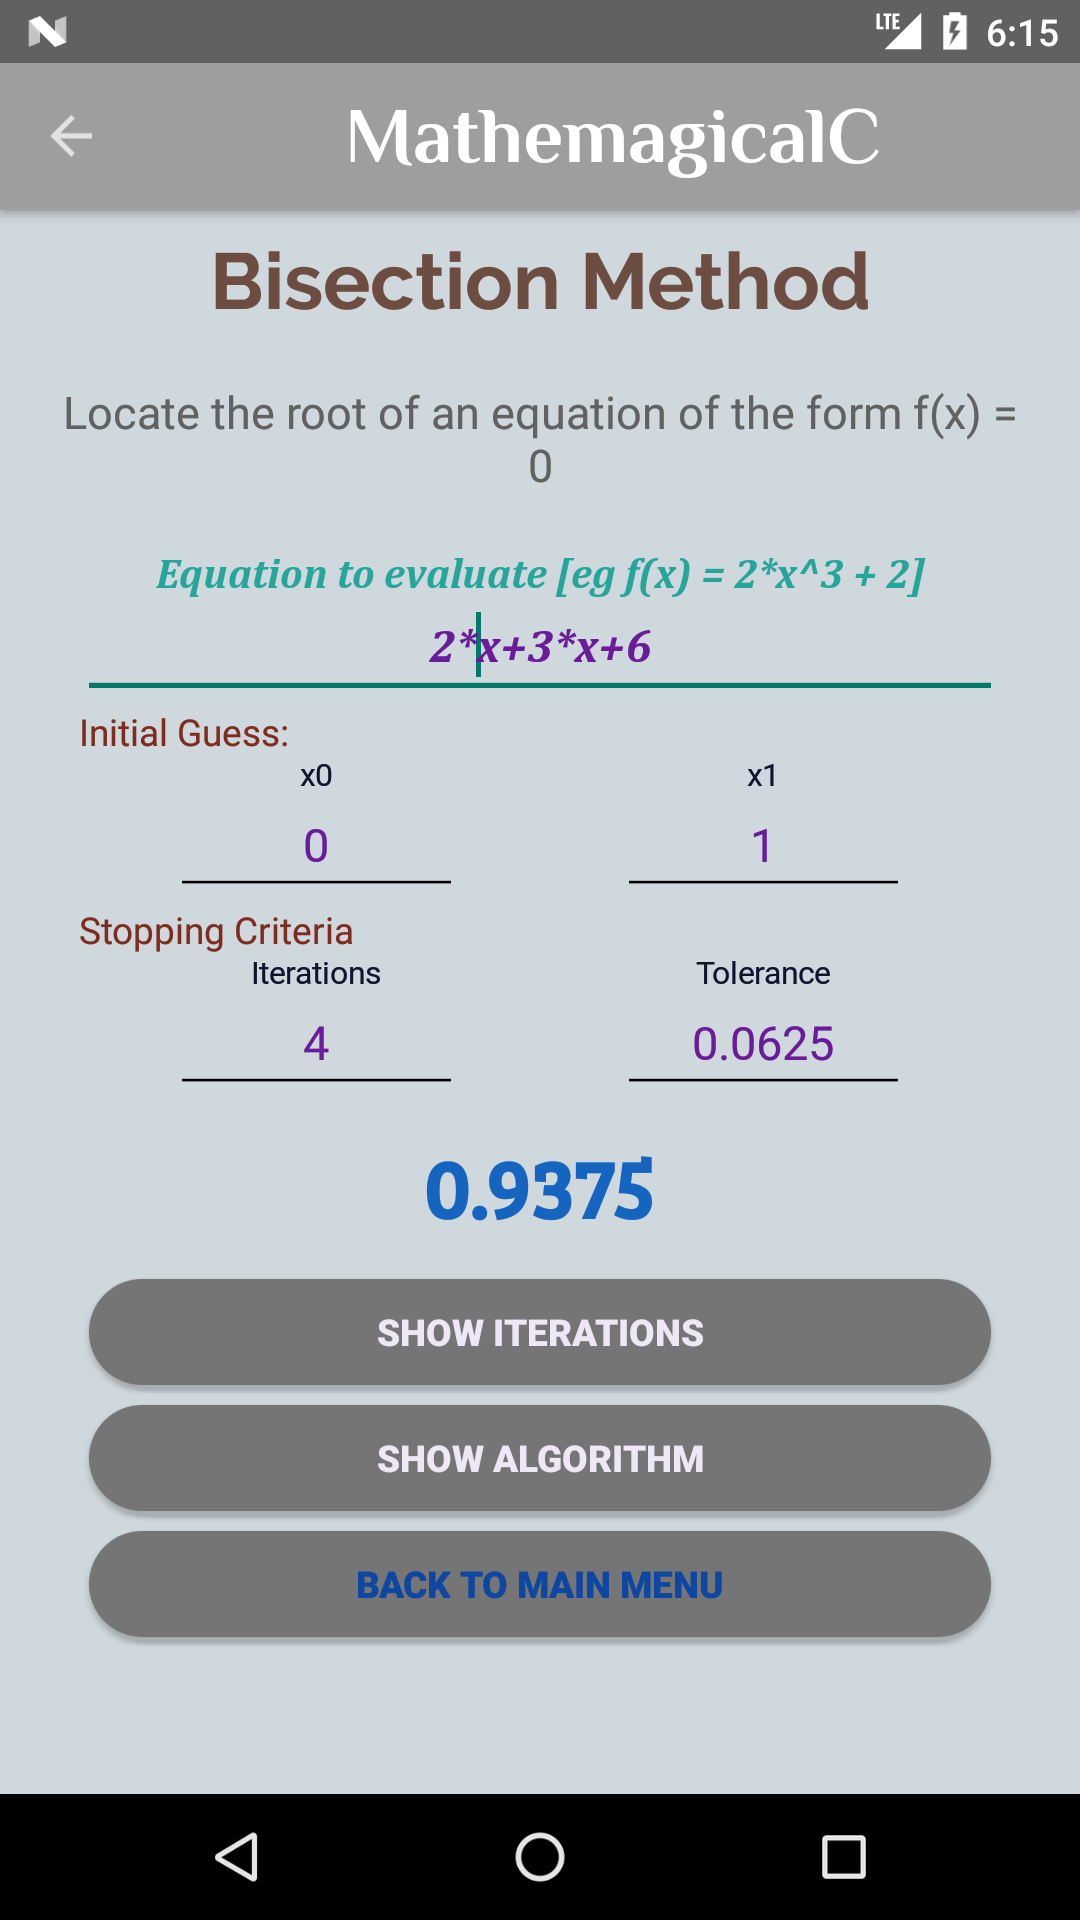 LTE 6:15
MathemagicalC
Bisection Method
Locate the root of an equation of the form f(x) =
0
Equation to evaluate [eg f(x) = 2*x^3 + 2]
2*x+3*x+6
Initial Guess:
x0 x1
0 1
Stopping Criteria
Iterations Tolerance
4 0.0625
0.9375
SHOW ITERATIONS
SHOW ALGORITHM
BACK TO MAIN MENU